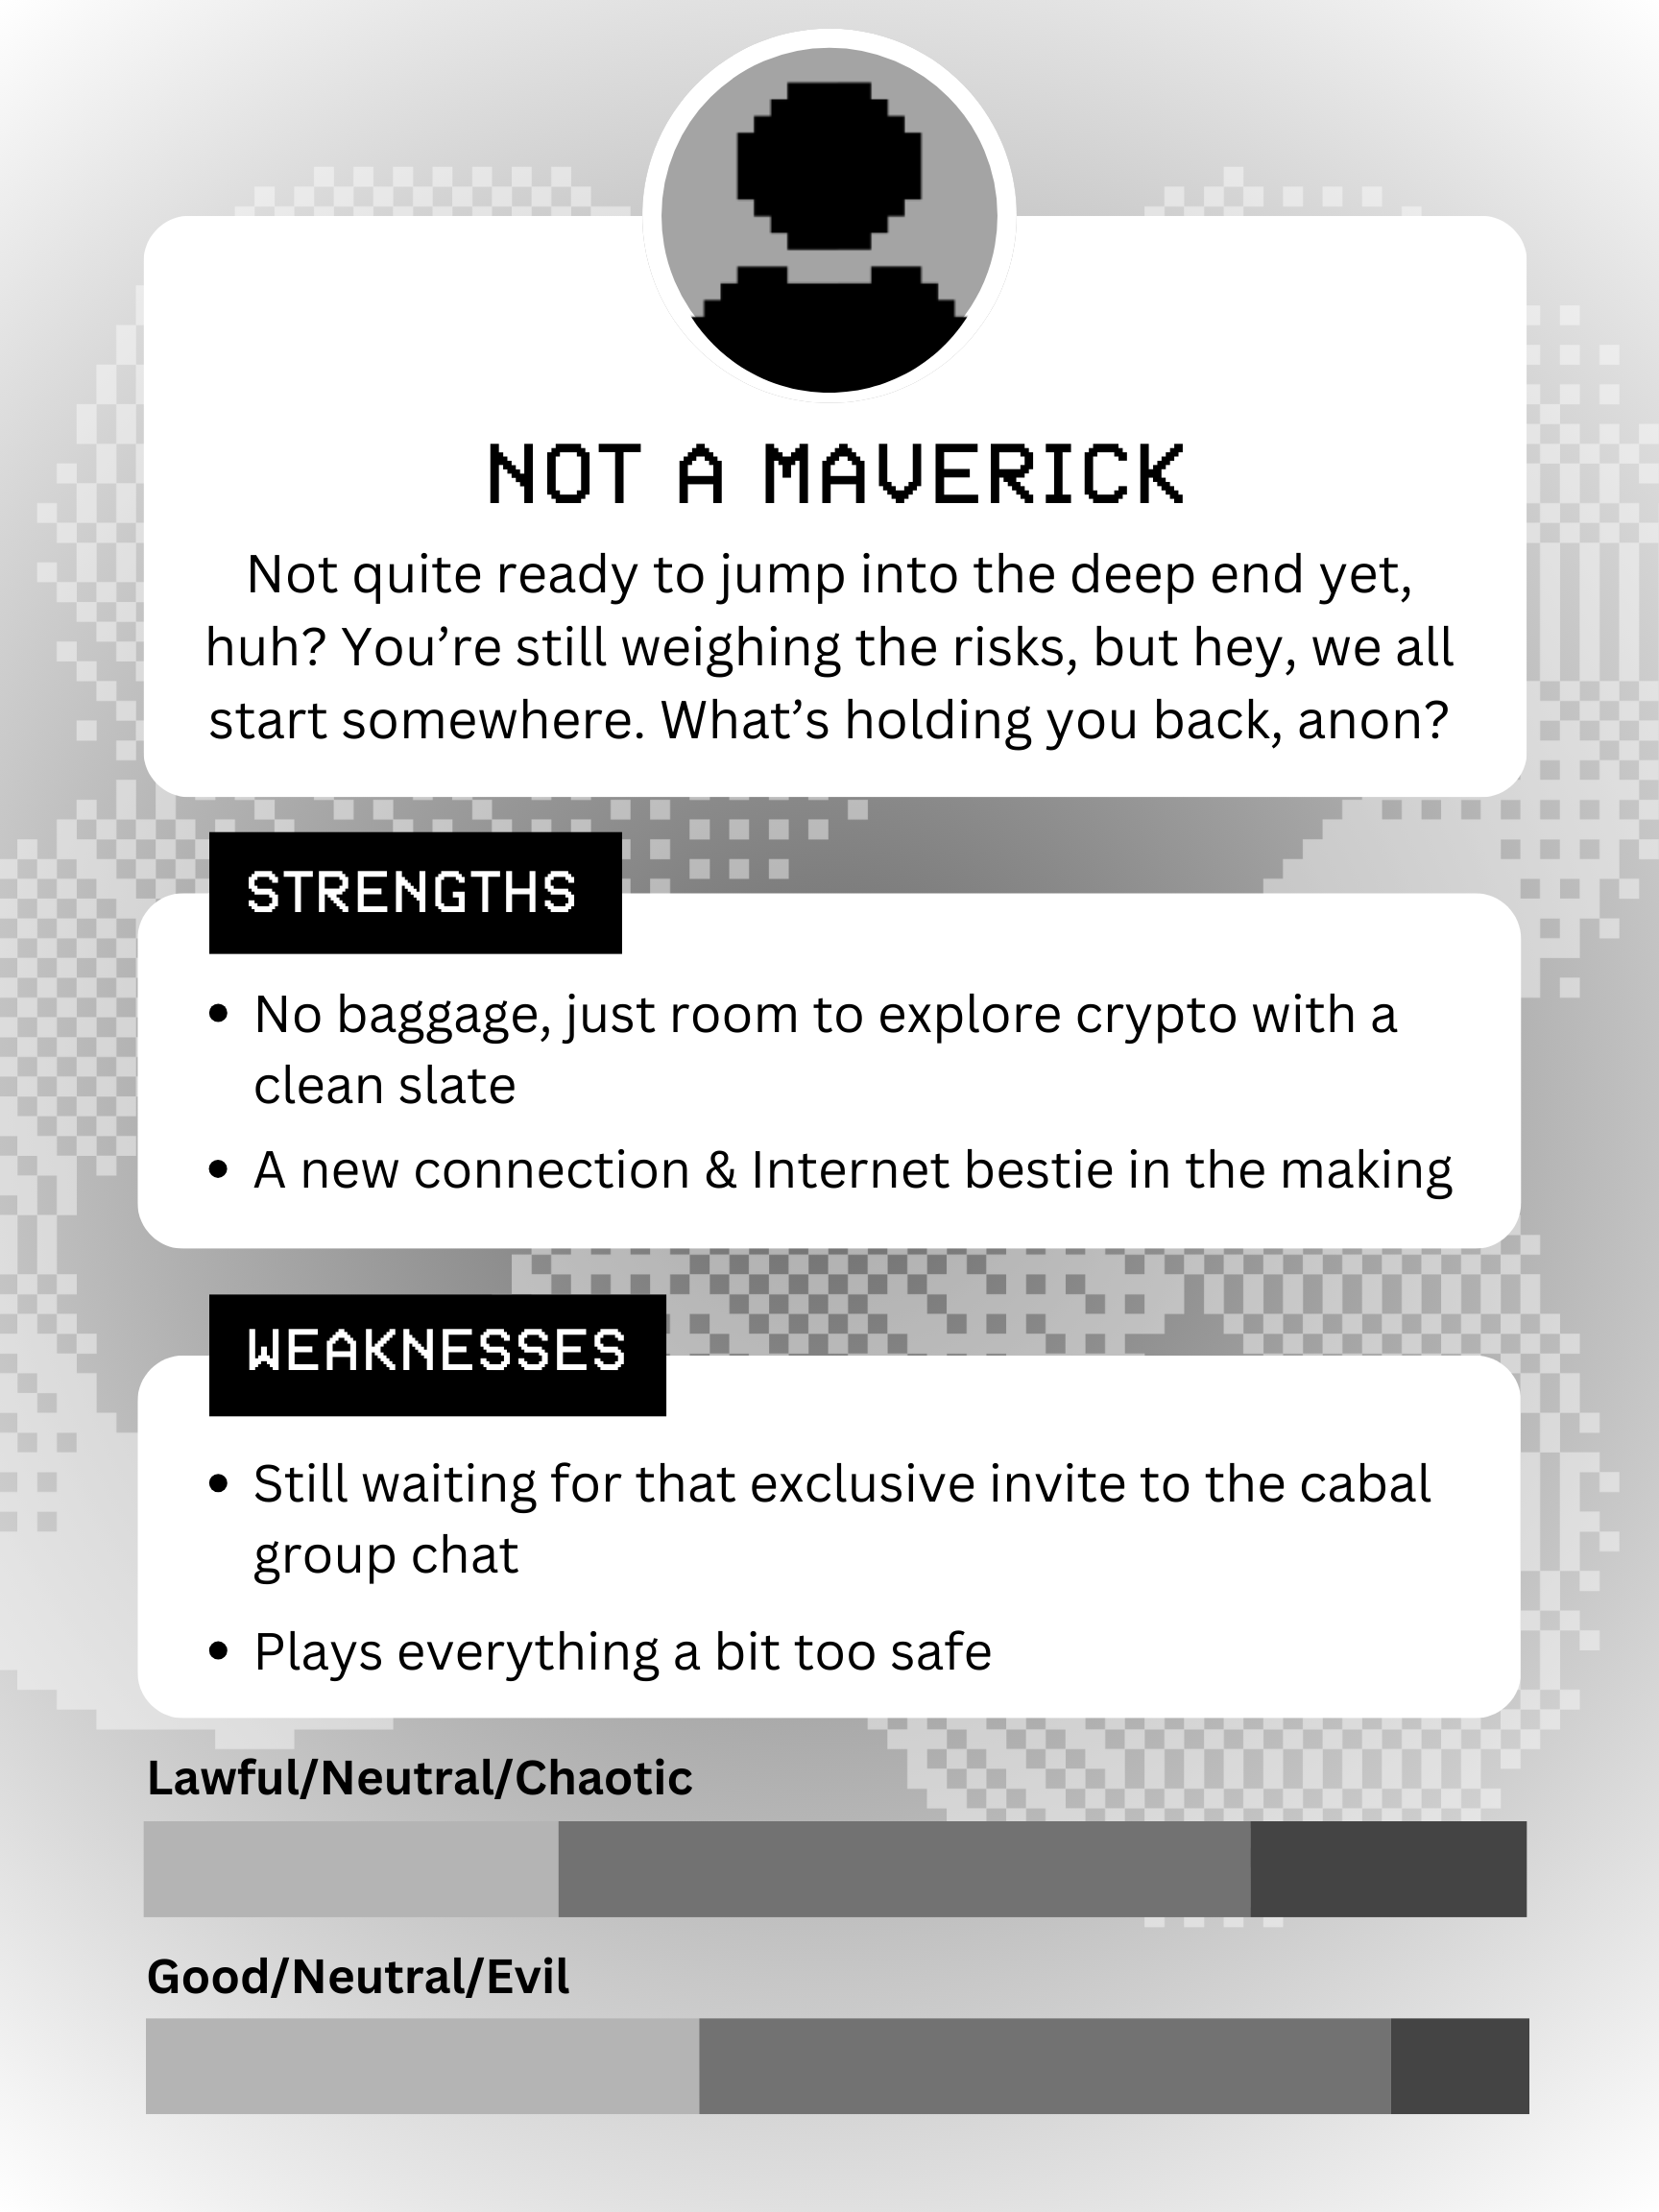 NOT A MAVERICK
Not quite ready to jump into the deep end yet,
huh? You’re still weighing the risks, but hey, we all
start somewhere. What’s holding you back, anon?
STRENGTHS
• No baggage, just room to explore crypto with a
clean slate
• A new connection & Internet bestie in the making
WEAKNESSES
• Still waiting for that exclusive invite to the cabal
group chat
• Plays everything a bit too safe
Lawful/Neutral/Chaotic
Good/Neutral/Evil